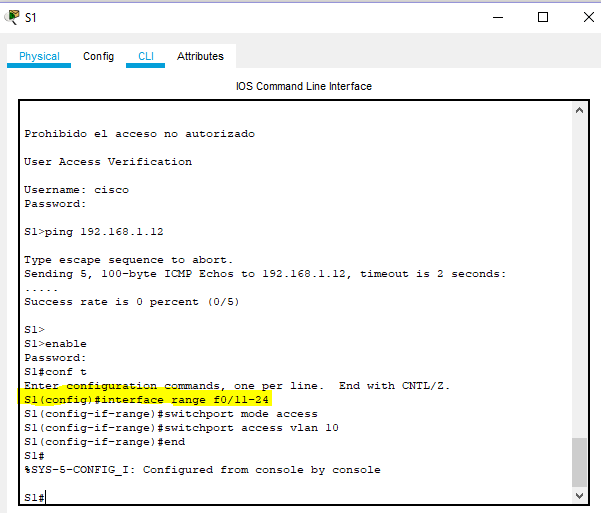 S1
Physical Config CLI Attributes
IOS Command Line Interface
Prohibido el acceso no autorizado
User Access Verification
Username: cisco
Password:
S1>ping 192.168.1.12
Type escape sequence to abort.
Sending 5, 100-byte ICMP Echos to 192.168.1.12, timeout is 2 seconds:
.....
Success rate is 0 percent (0/5)
S1>
S1>enable
Password:
S1#conf t
Enter configuration commands, one per line.  End with CNTL/Z.
S1(config)#interface range f0/11-24
S1(config-if-range)#switchport mode access
S1(config-if-range)#switchport access vlan 10
S1(config-if-range)#end
S1#
%SYS-5-CONFIG_I: Configured from console by console
S1#